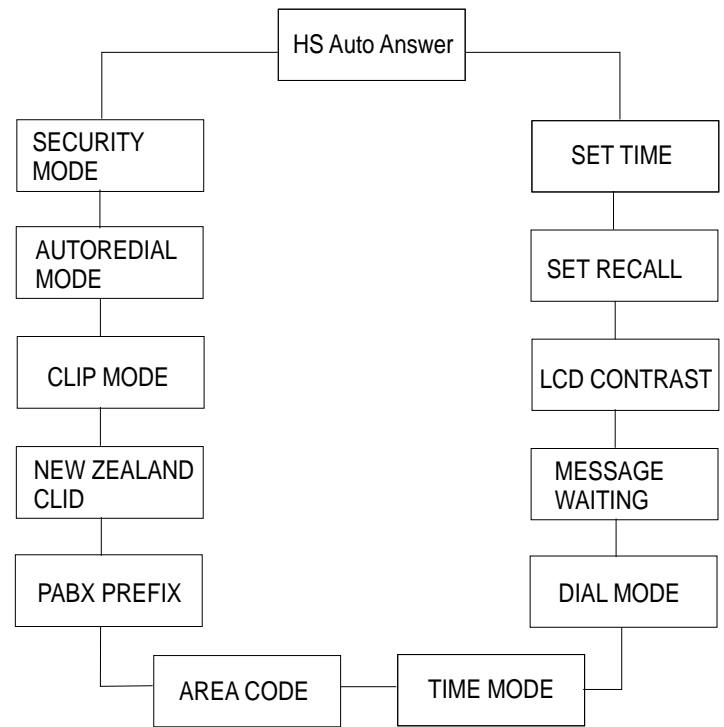 HS Auto Answer
SECURITY
MODE
SET TIME
AUTOREDIAL
MODE
SET RECALL
CLIP MODE
LCD CONTRAST
NEW ZEALAND
CLID
MESSAGE
WAITING
PABX PREFIX
DIAL MODE
AREA CODE
TIME MODE